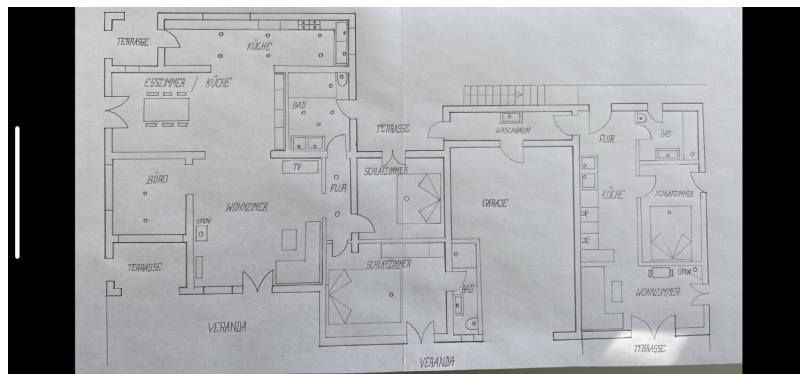 TERRASSE
KÜCHE
ESSZIMMER / KÜCHE
BAD
TERRASSE
WASCHRAUM
FLUR
BAD
BÜRO
TV
FLUR
SCHLAFZIMMER
GARAGE
KÜCHE
SCHLAFZIMMER
WOHNZIMER
OFEN
TERRASSE
SCHLAFZIMMER
BAD
OFEN
WOHNZIMMER
VERANDA
VERANDA
TERRASSE